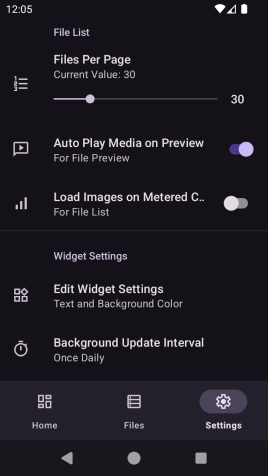 12:05
File List
Files Per Page
Current Value: 30
30
Auto Play Media on Preview
For File Preview
Load Images on Metered C..
For File List
Widget Settings
Edit Widget Settings
Text and Background Color
Background Update Interval
Once Daily
Home
Files
Settings